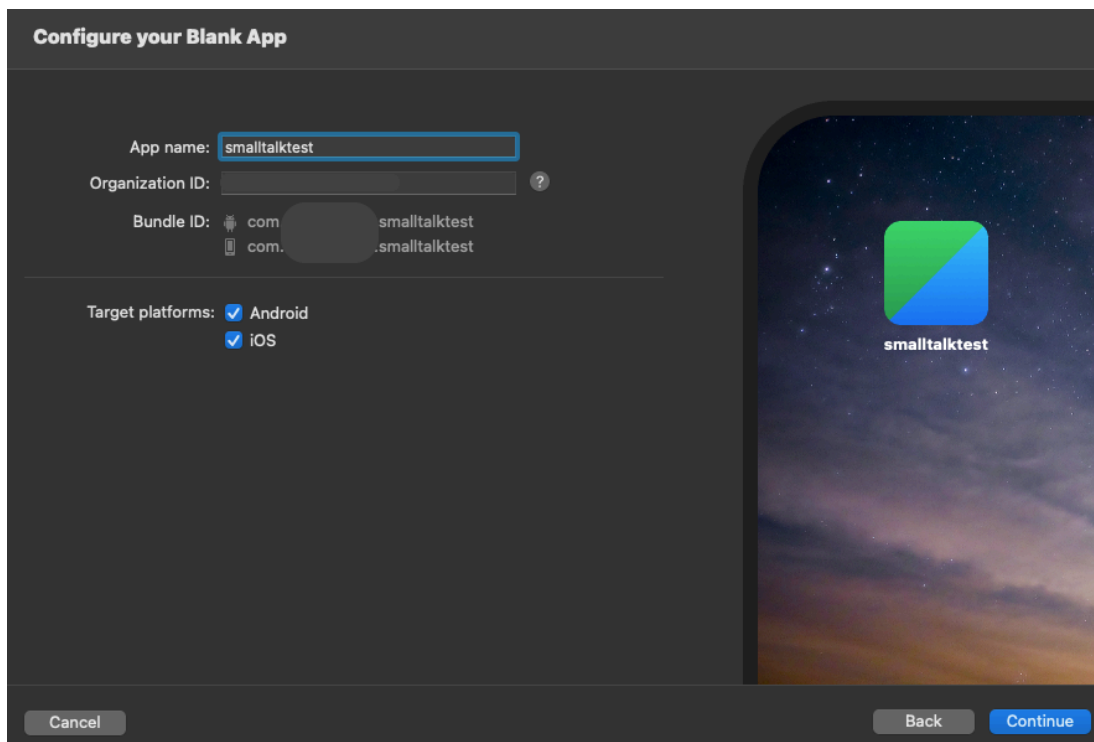 Configure your Blank App
App name: smalltalktest
Organization ID: ?
Bundle ID: com smalltalktest
com. .smalltalktest
Target platforms: Android
iOS
smalltalktest
Cancel Back Continue